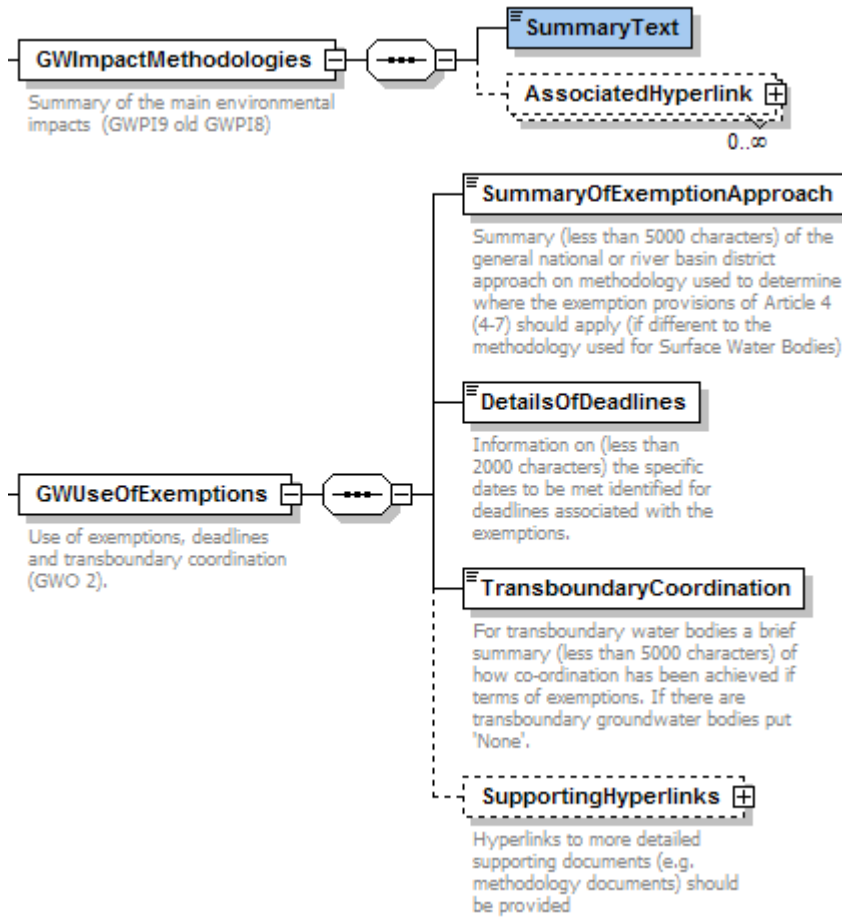 GWImpactMethodologies
Summary of the main environmental
impacts  (GWPI9 old GWPI8)
SummaryText
AssociatedHyperlink
0..∞
GWUseOfExemptions
Use of exemptions, deadlines
and transboundary coordination
(GWO 2).
SummaryOfExemptionApproach
Summary (less than 5000 characters) of the
general national or river basin district
approach on methodology used to determine
where the exemption provisions of Article 4
(4-7) should apply (if different to the
methodology used for Surface Water Bodies)
DetailsOfDeadlines
Information on (less than
2000 characters) the specific
dates to be met identified for
deadlines associated with the
exemptions.
TransboundaryCoordination
For transboundary water bodies a brief
summary (less than 5000 characters) of
how co-ordination has been achieved if
terms of exemptions. If there are
transboundary groundwater bodies put
'None'.
SupportingHyperlinks
Hyperlinks to more detailed
supporting documents (e.g.
methodology documents) should
be provided